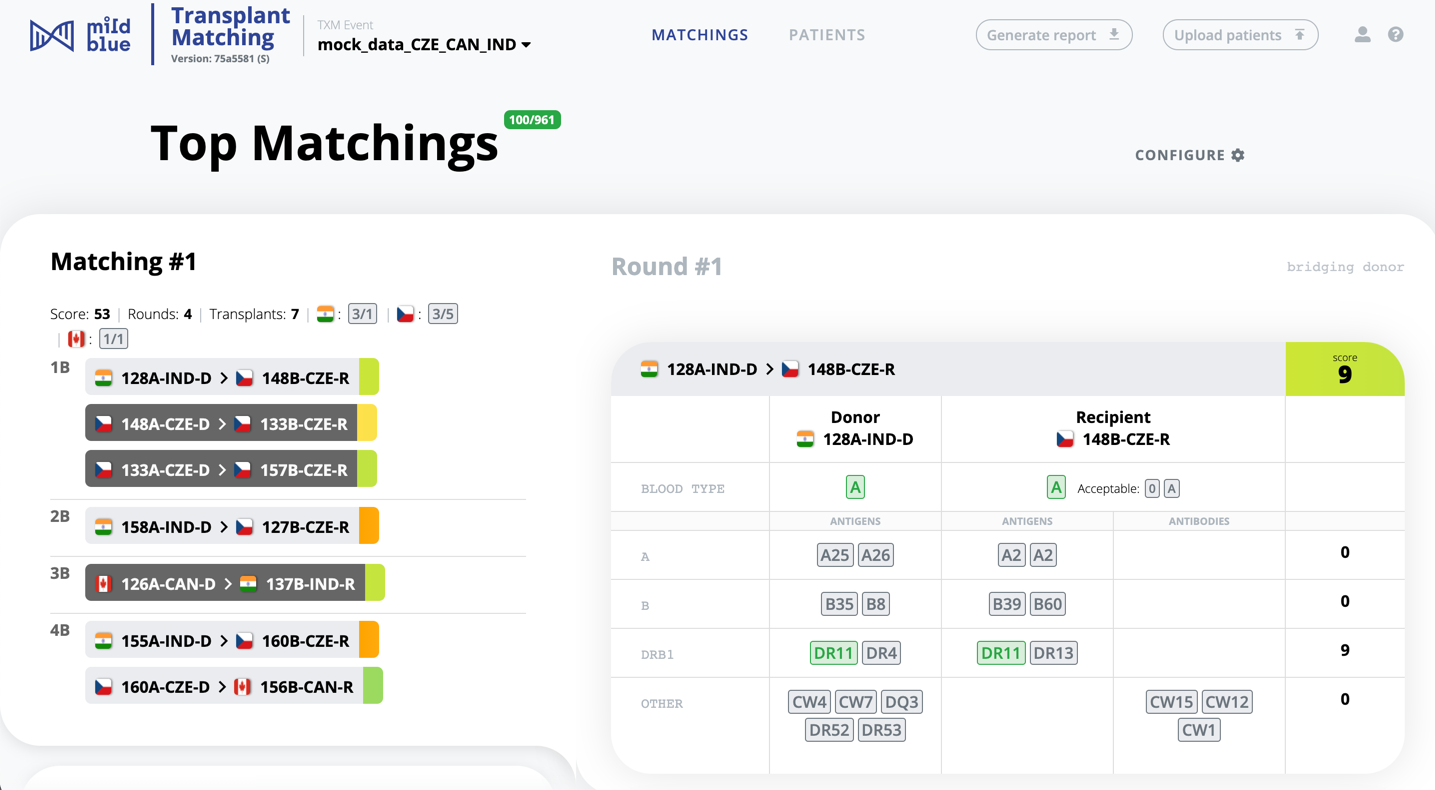 mild blue
Transplant Matching
Version: 75a5581 (S)
TXM Event
mock_data_CZE_CAN_IND
MATCHINGS
PATIENTS
Generate report
Upload patients
Top Matchings
100/961
CONFIGURE
Matching #1
Score: 53 | Rounds: 4 | Transplants: 7 | : 3/1 | : 3/5
| : 1/1
1B
128A-IND-D > 148B-CZE-R
148A-CZE-D > 133B-CZE-R
133A-CZE-D > 157B-CZE-R
2B
158A-IND-D > 127B-CZE-R
3B
126A-CAN-D > 137B-IND-R
4B
155A-IND-D > 160B-CZE-R
160A-CZE-D > 156B-CAN-R
Round #1
bridging donor
128A-IND-D > 148B-CZE-R
score
9
Donor
128A-IND-D
Recipient
148B-CZE-R
BLOOD TYPE A A Acceptable: 0 A
ANTIGENS ANTIGENS ANTIBODIES
A A25 A26 A2 A2 0
B B35 B8 B39 B60 0
DRB1 DR11 DR4 DR11 DR13 9
OTHER CW4 CW7 DQ3 CW15 CW12 0
DR52 DR53 CW1